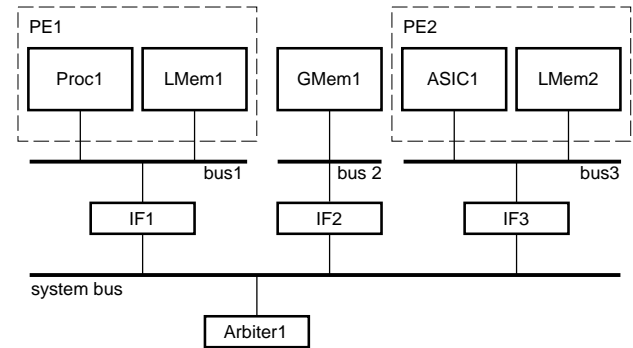 PE1
PE2
Proc1
LMem1
GMem1
ASIC1
LMem2
bus1
bus 2
bus3
IF1
IF2
IF3
system bus
Arbiter1